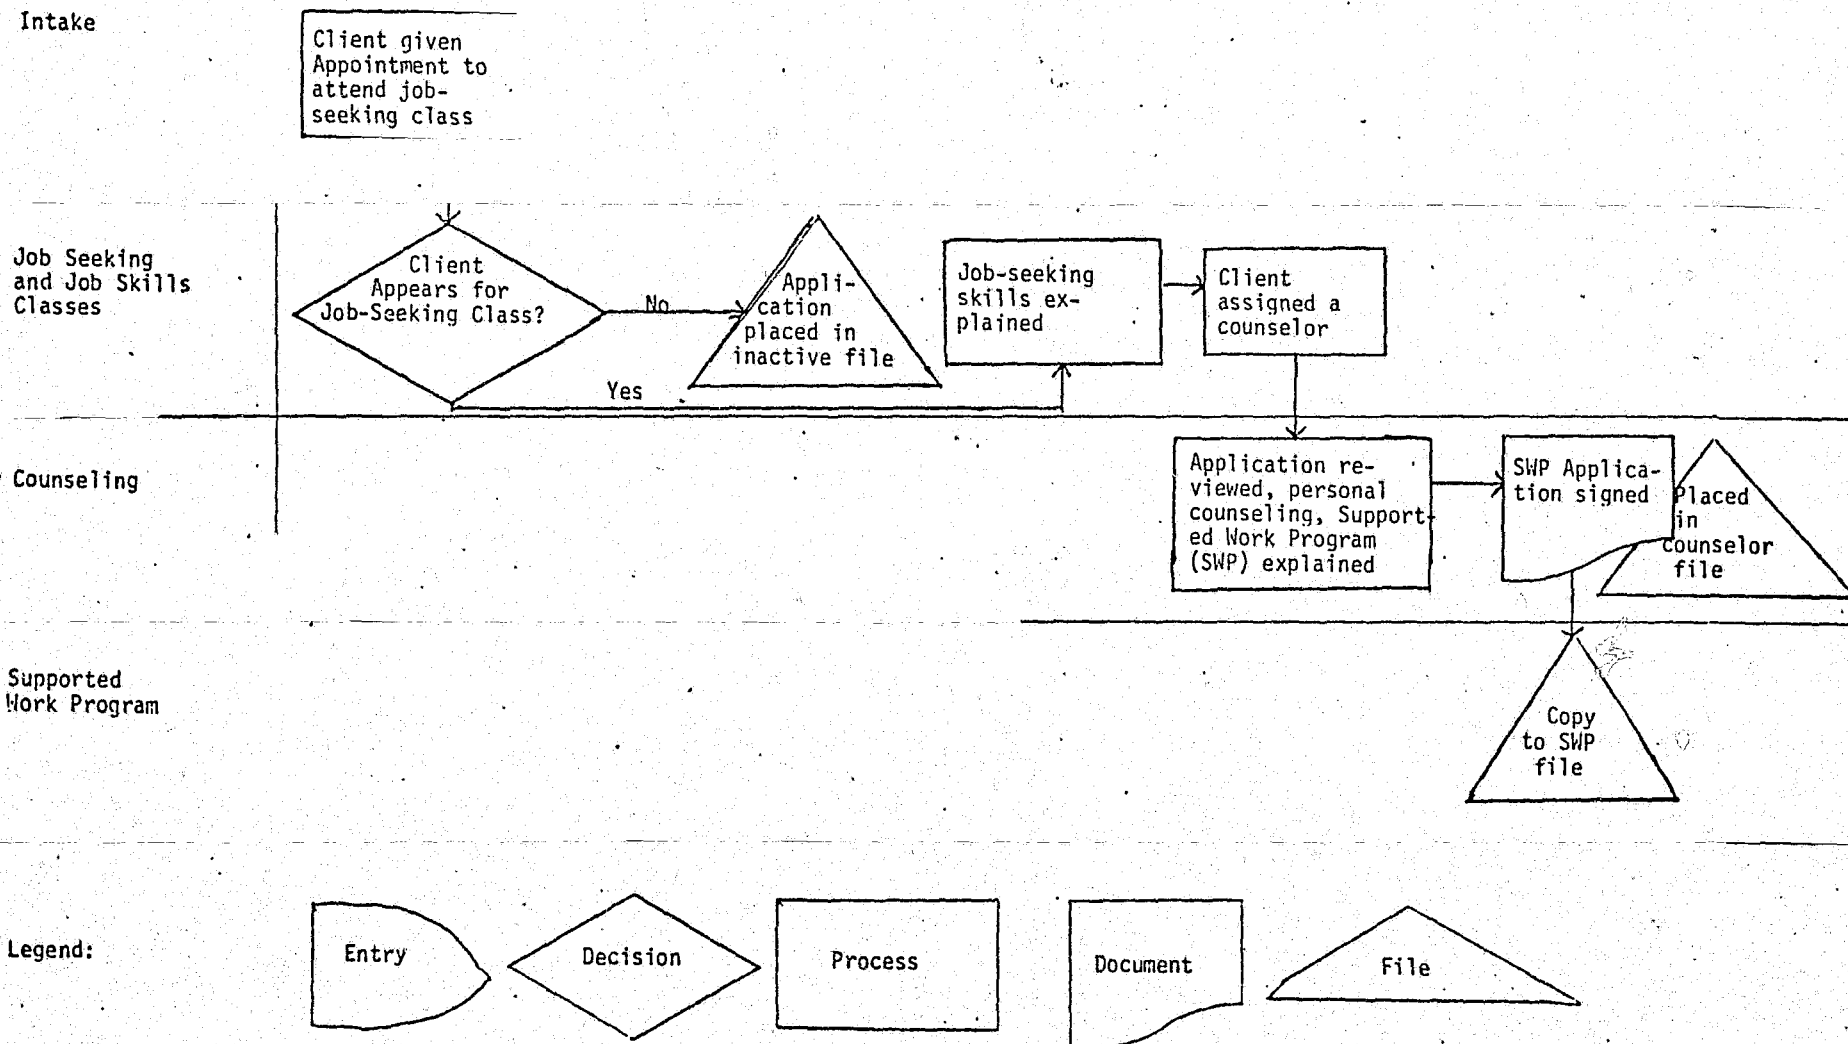 Intake
Client given
Appointment to
attend job-
seeking class
Job Seeking
and Job Skills
Classes
Client
Appears for
Job-Seeking Class?
No
Yes
Appli-
cation
placed in
inactive file
Job-seeking
skills ex-
plained
Client
assigned a
counselor
Counseling
Application re-
viewed, personal
counseling, Support-
ed Work Program
(SWP) explained
SWP Applica-
tion signed
Placed
in
counselor
file
Supported
Work Program
Copy
to SWP
file
Legend:
Entry
Decision
Process
Document
File